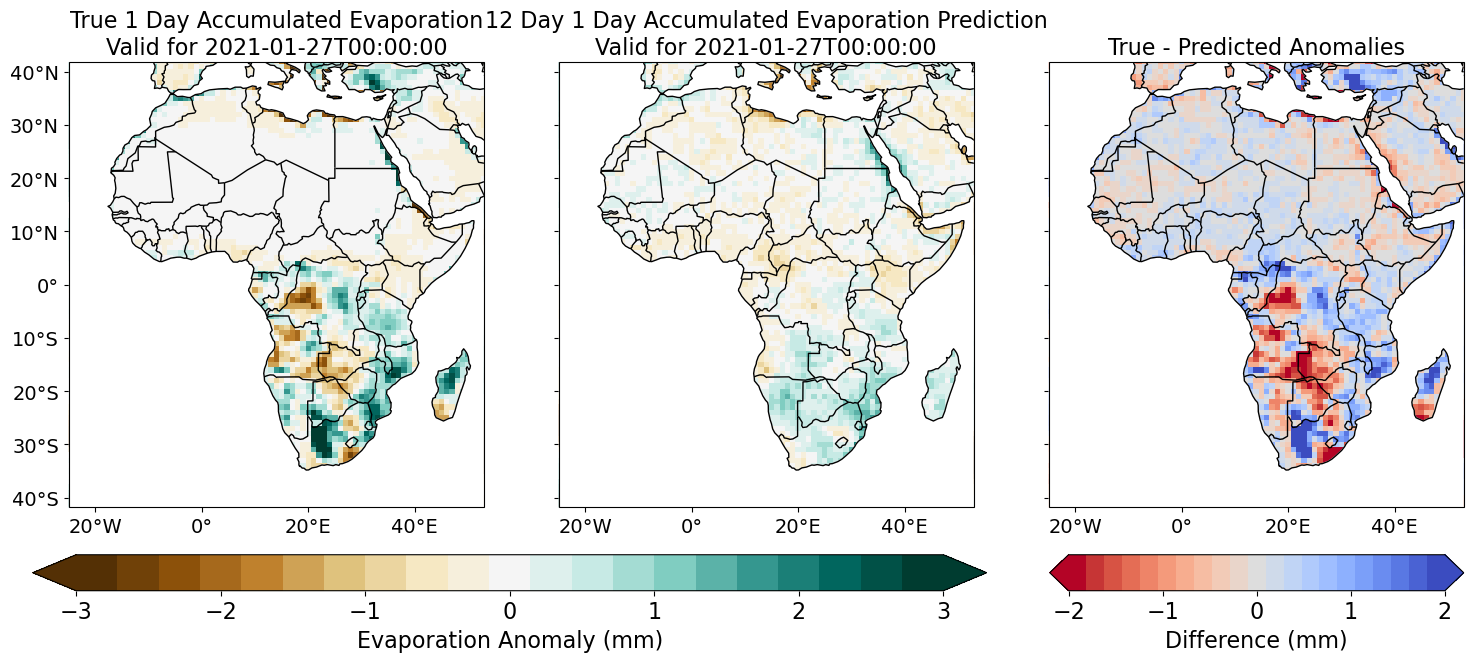 True 1 Day Accumulated Evaporation
Valid for 2021-01-27T00:00:00
12 Day 1 Day Accumulated Evaporation Prediction
Valid for 2021-01-27T00:00:00
True - Predicted Anomalies
40°N
30°N
20°N
10°N
0°
10°S
20°S
30°S
40°S
20°W 0° 20°E 40°E
20°W 0° 20°E 40°E
20°W 0° 20°E 40°E
−3 −2 −1 0 1 2 3
Evaporation Anomaly (mm)
−2 −1 0 1 2
Difference (mm)